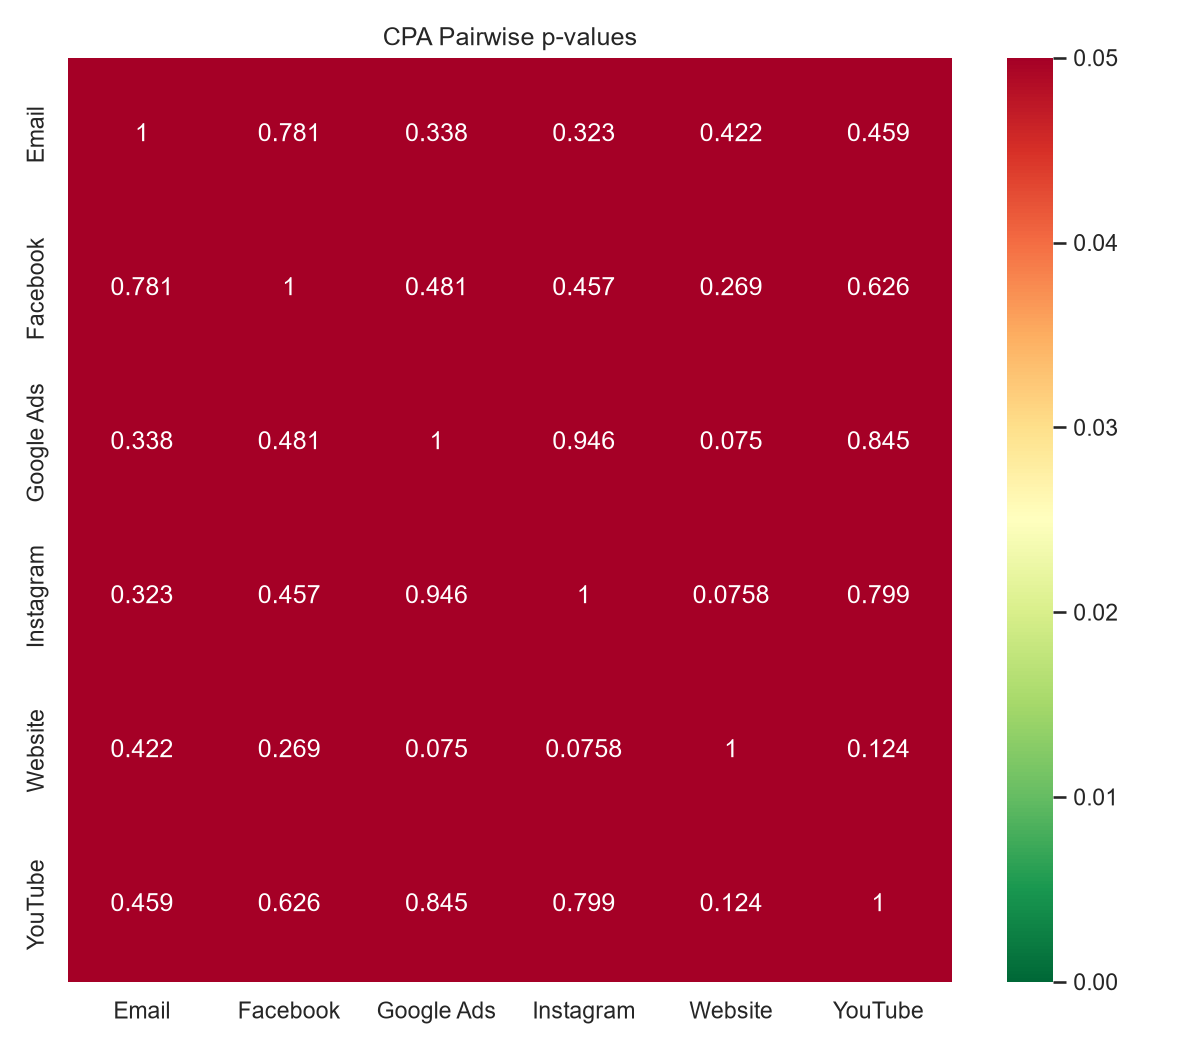 CPA Pairwise p-values
Email 1 0.781 0.338 0.323 0.422 0.459
Facebook 0.781 1 0.481 0.457 0.269 0.626
Google Ads 0.338 0.481 1 0.946 0.075 0.845
Instagram 0.323 0.457 0.946 1 0.0758 0.799
Website 0.422 0.269 0.075 0.0758 1 0.124
YouTube 0.459 0.626 0.845 0.799 0.124 1
Email Facebook Google Ads Instagram Website YouTube
0.05
0.04
0.03
0.02
0.01
0.00